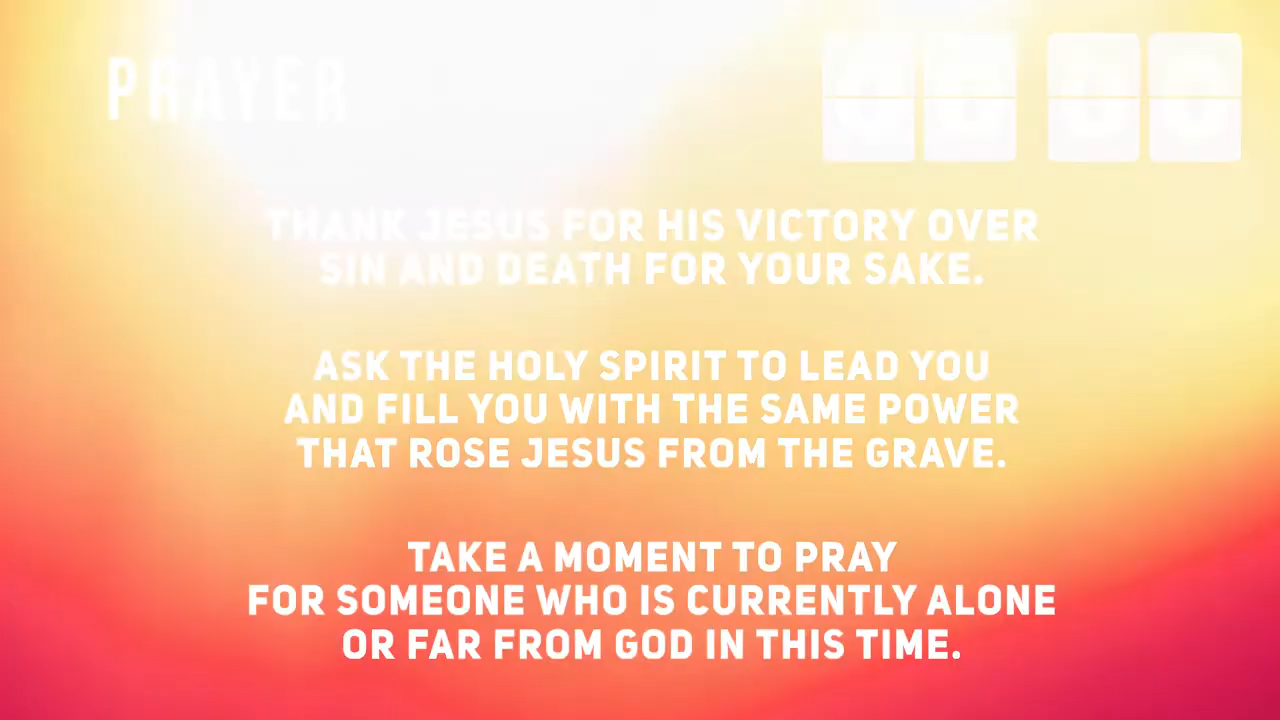 PRAYER
THANK JESUS FOR HIS VICTORY OVER
SIN AND DEATH FOR YOUR SAKE.
ASK THE HOLY SPIRIT TO LEAD YOU
AND FILL YOU WITH THE SAME POWER
THAT ROSE JESUS FROM THE GRAVE.
TAKE A MOMENT TO PRAY
FOR SOMEONE WHO IS CURRENTLY ALONE
OR FAR FROM GOD IN THIS TIME.